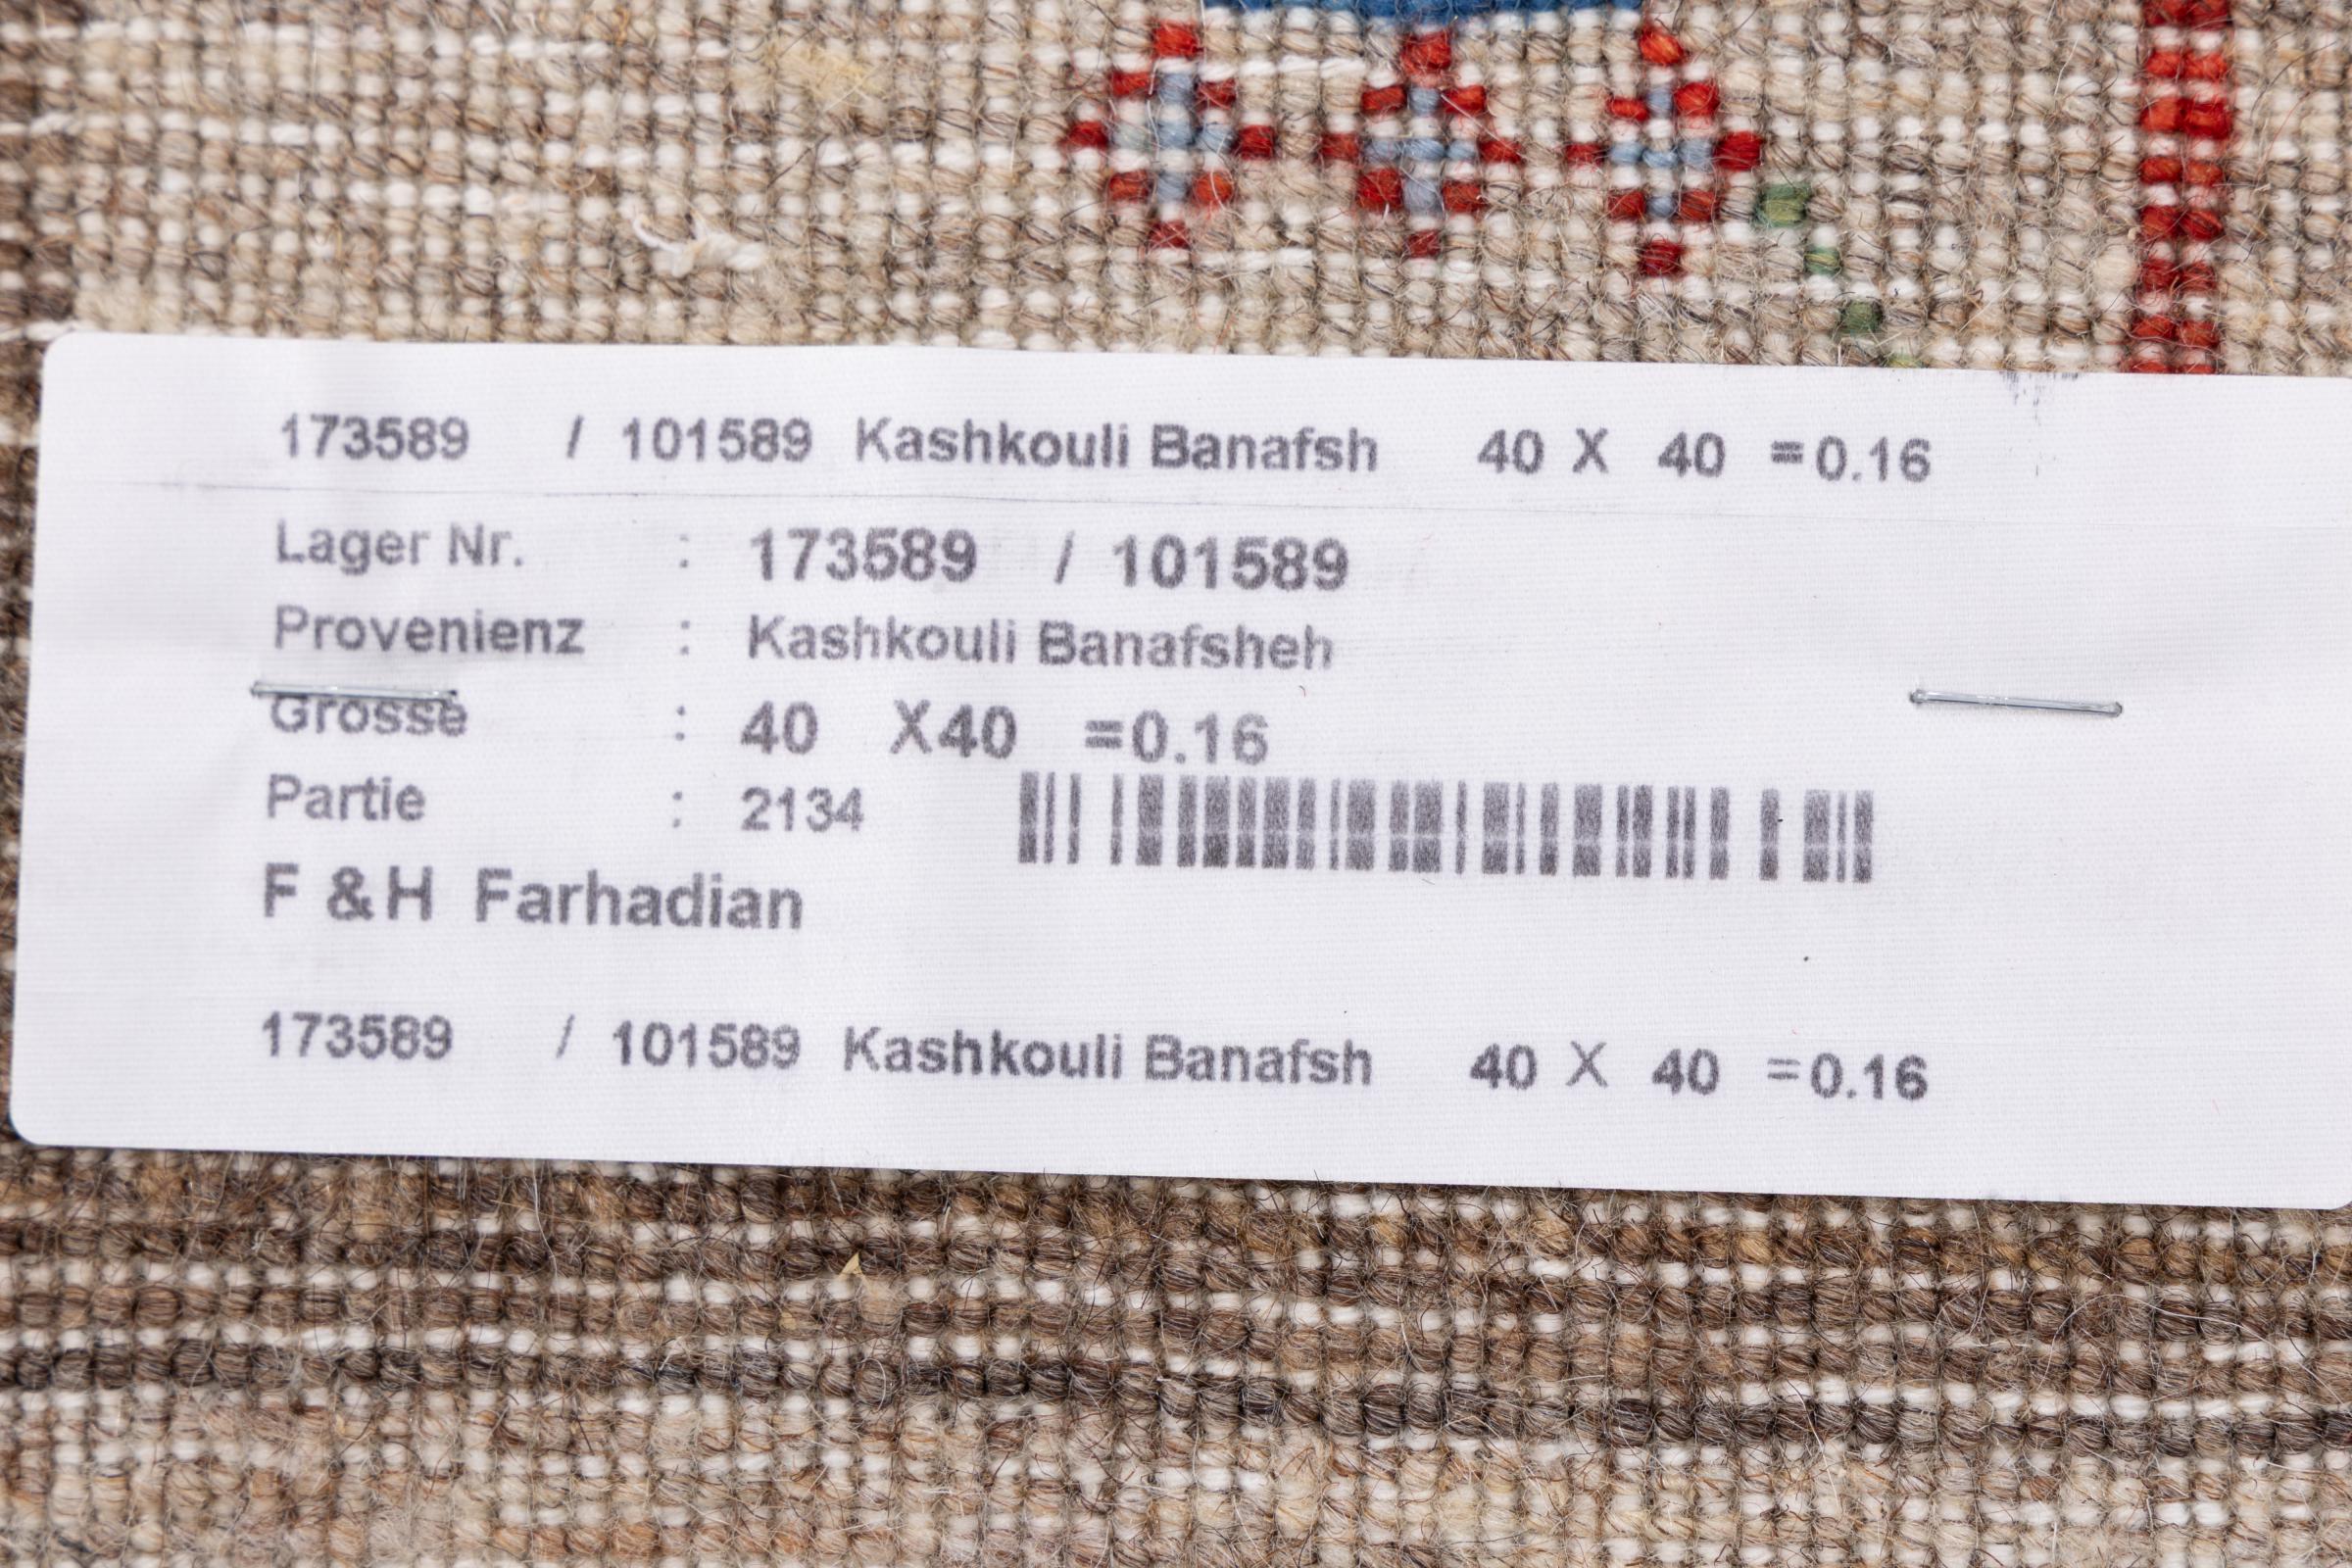 173589 / 101589 Kashkouli Banafsh 40 X 40 =0.16
Lager Nr. : 173589 / 101589
Provenienz : Kashkouli Banafsheh
Grösse : 40 X40 =0.16
Partie : 2134
F & H Farhadian
173589 / 101589 Kashkouli Banafsh 40 X 40 =0.16